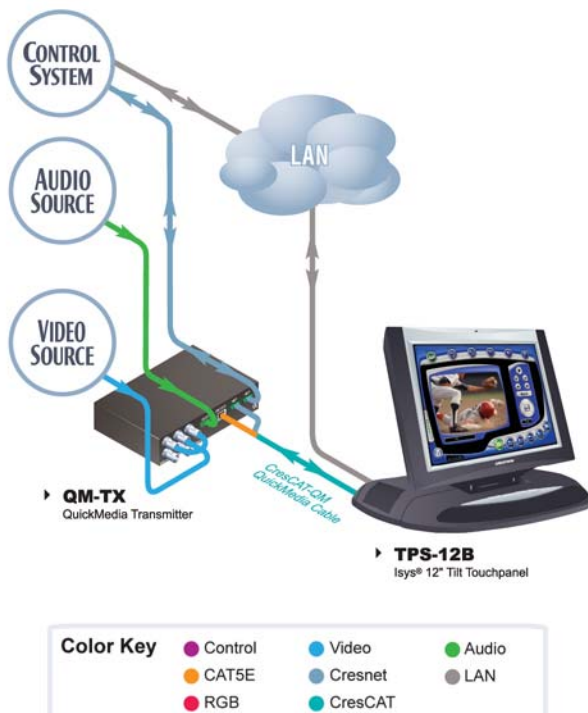 CONTROL
SYSTEM
LAN
AUDIO
SOURCE
VIDEO
SOURCE
CresCAT-QM
QuickMedia Cable
QM-TX
QuickMedia Transmitter
TPS-12B
Isys® 12" Tilt Touchpanel
Color Key
Control
Video
Audio
CAT5E
Cresnet
LAN
RGB
CresCAT